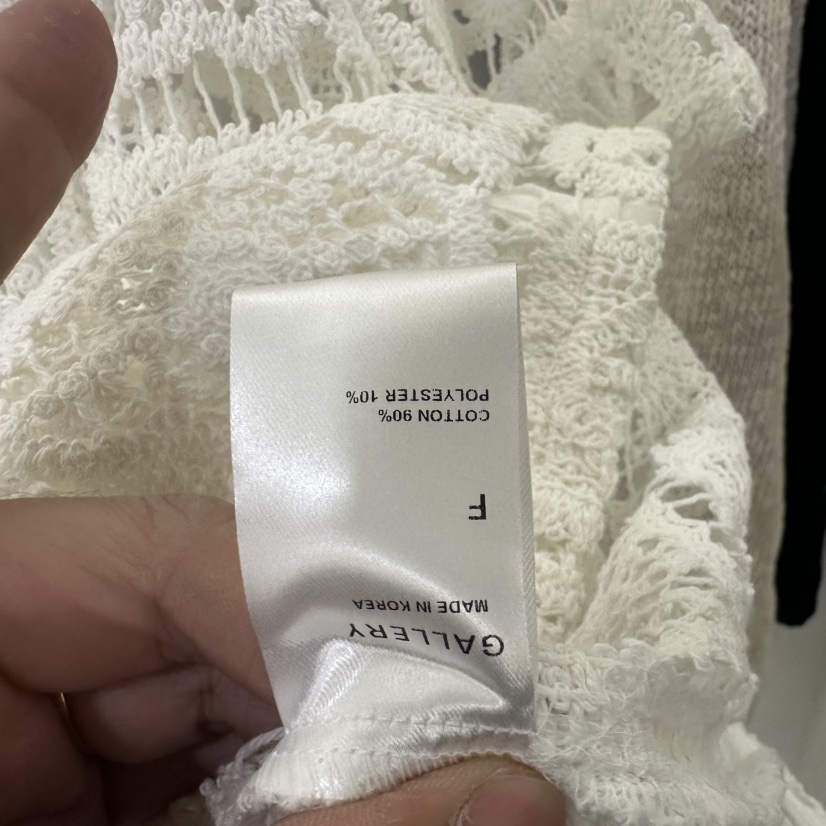 GALLERY
MADE IN KOREA
F
COTTON 90%
POLYESTER 10%